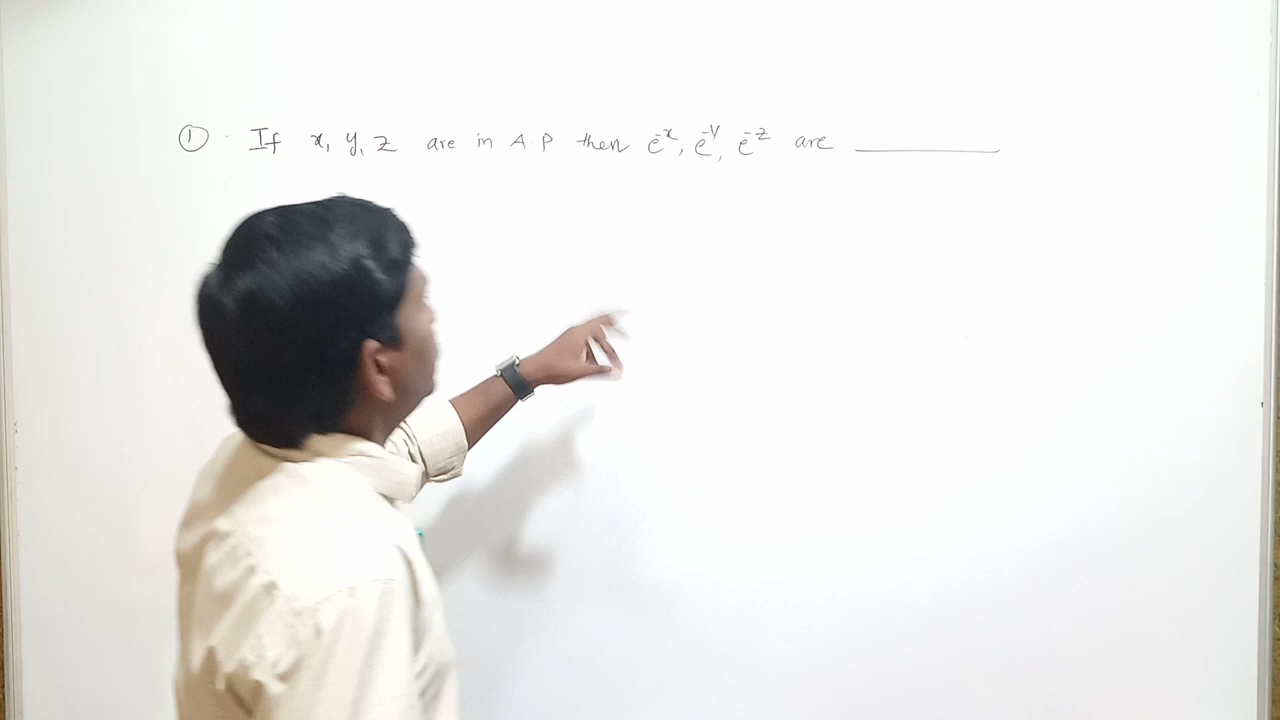 ① If x, y, z are in A.P then e⁻ˣ, e⁻ʸ, e⁻ᶻ are ________